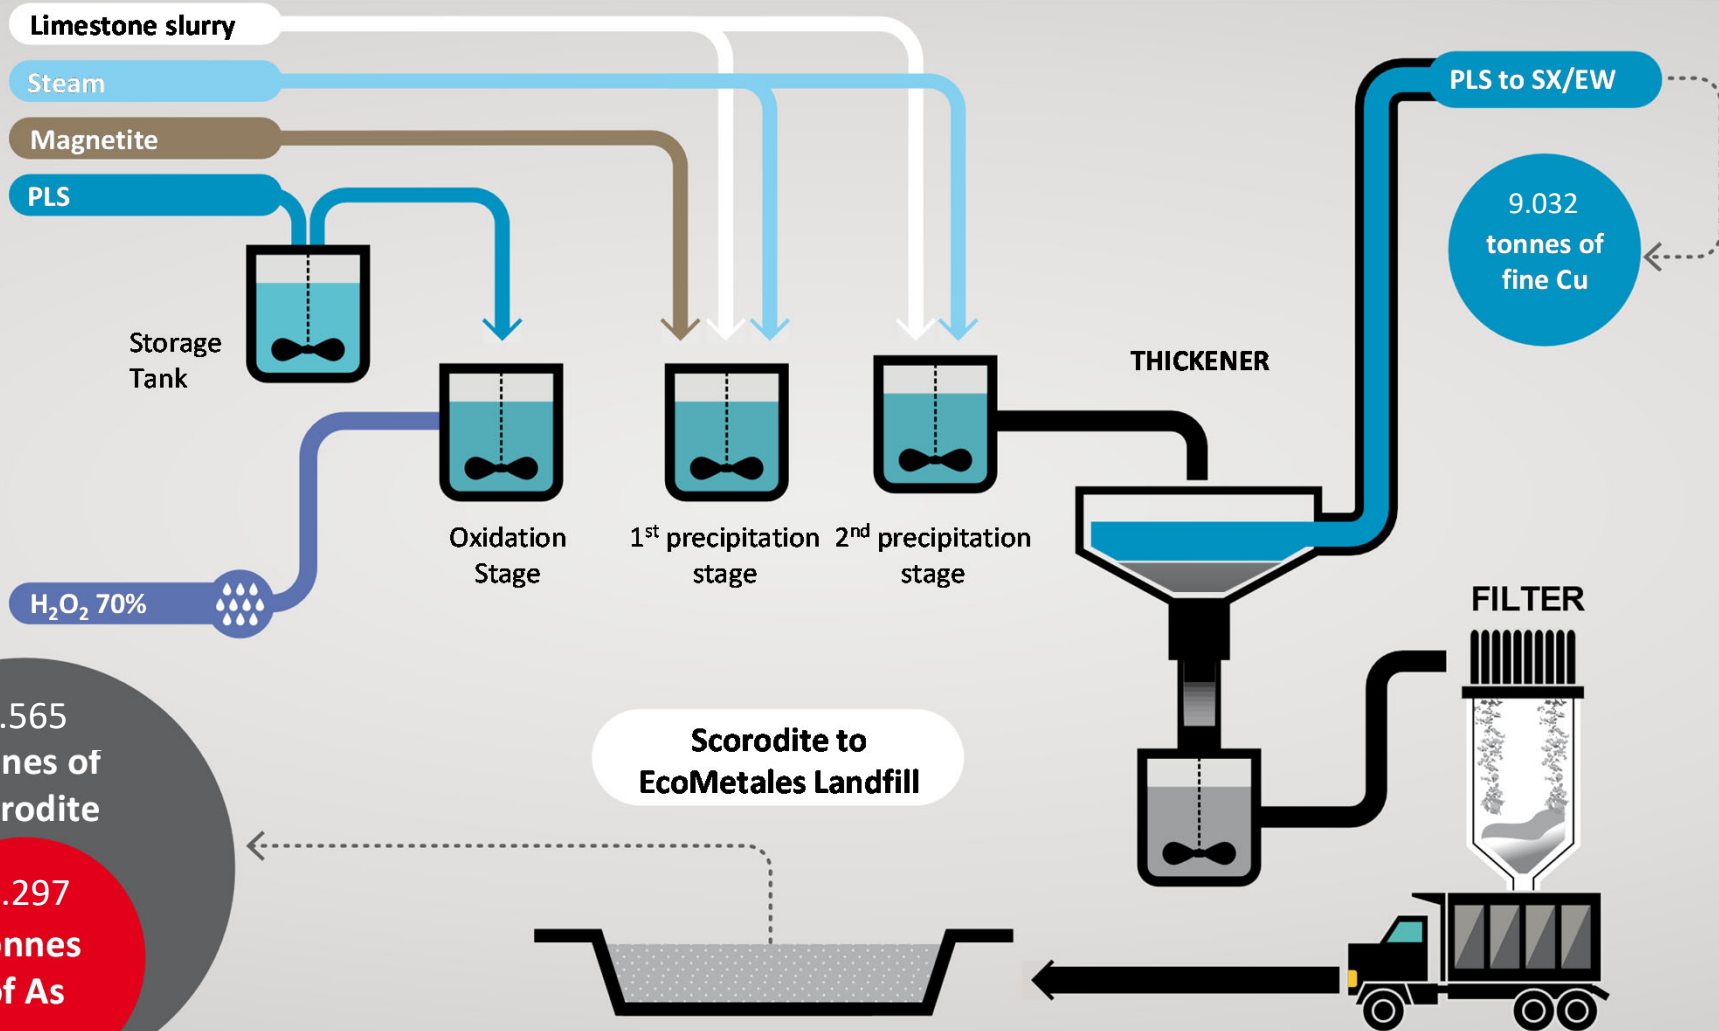 Limestone slurry
Steam
Magnetite
PLS
PLS to SX/EW
9.032
tonnes of
fine Cu
Storage
Tank
THICKENER
Oxidation
Stage
1st precipitation
stage
2nd precipitation
stage
H₂O₂ 70%
FILTER
.565
nes of
rodite
.297
onnes
of As
Scorodite to
EcoMetales Landfill